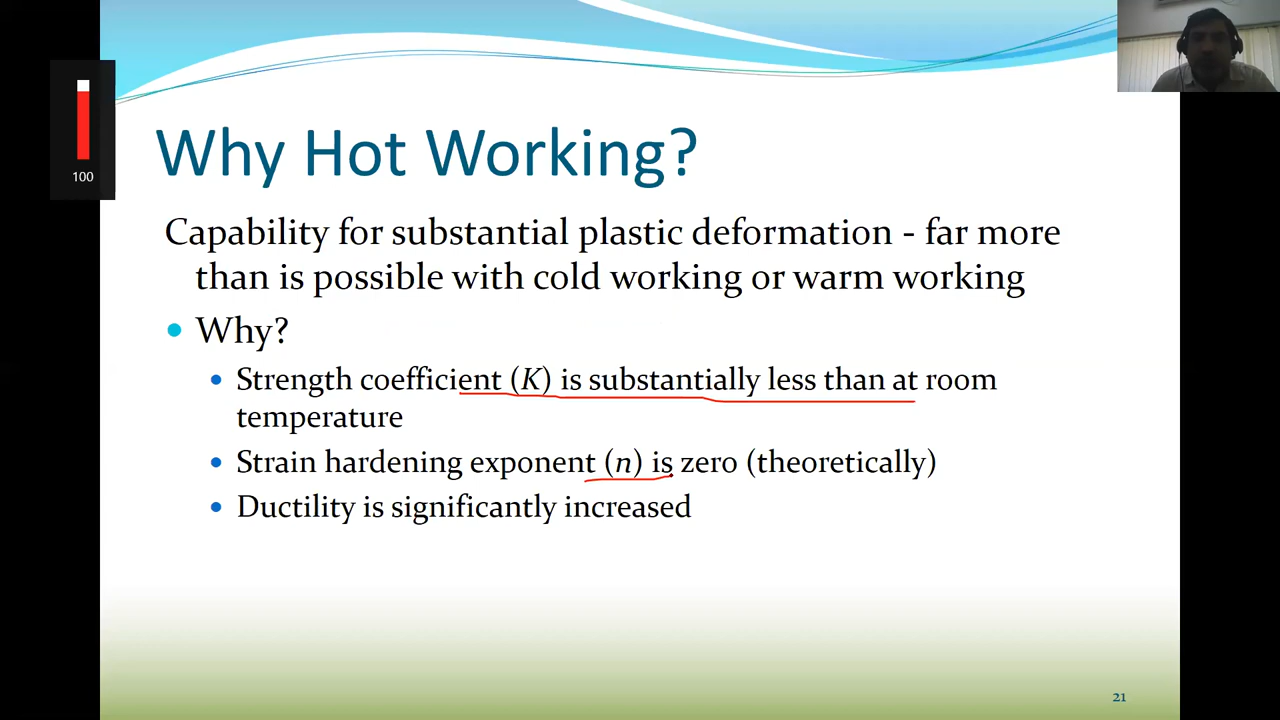 100
Why Hot Working?
Capability for substantial plastic deformation - far more
than is possible with cold working or warm working
Why?
Strength coefficient (K) is substantially less than at room
temperature
Strain hardening exponent (n) is zero (theoretically)
Ductility is significantly increased
21